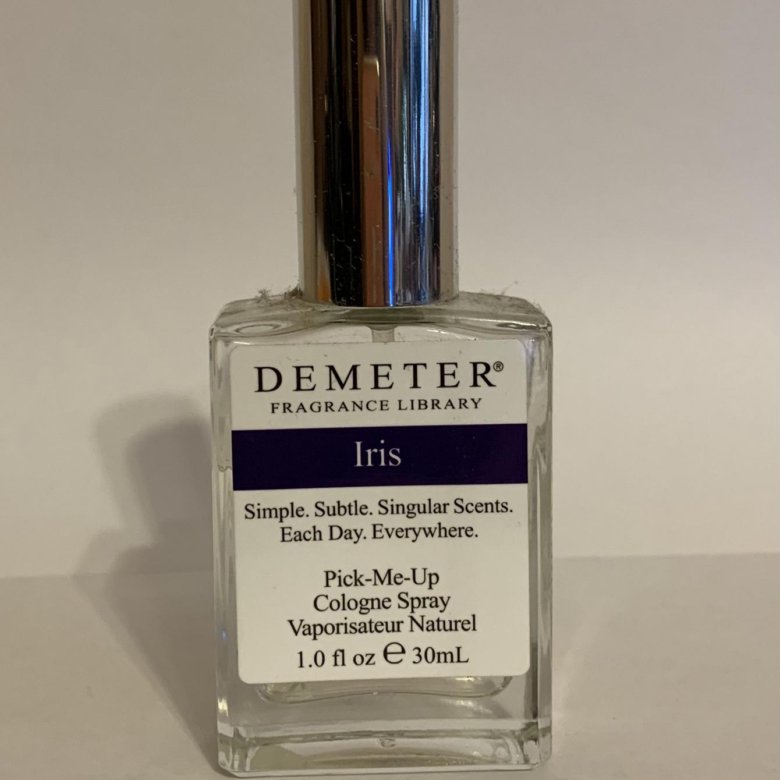 DEMETER®
FRAGRANCE LIBRARY
Iris
Simple. Subtle. Singular Scents.
Each Day. Everywhere.
Pick-Me-Up
Cologne Spray
Vaporisateur Naturel
1.0 fl oz ℮ 30mL